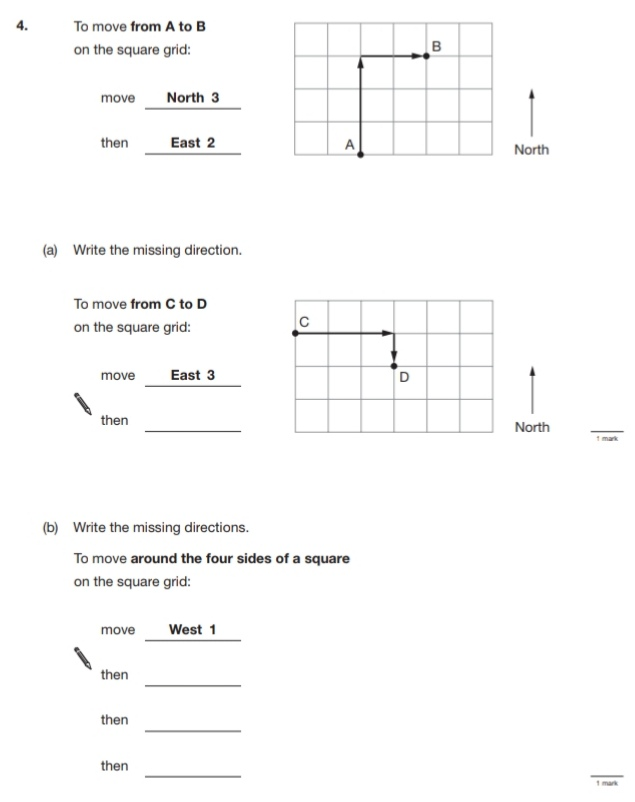 4. To move from A to B
on the square grid:
move North 3
then East 2
B
A
North
(a) Write the missing direction.
To move from C to D
on the square grid:
move East 3
then
C
D
North
1 mark
(b) Write the missing directions.
To move around the four sides of a square
on the square grid:
move West 1
then
then
then
1 mark